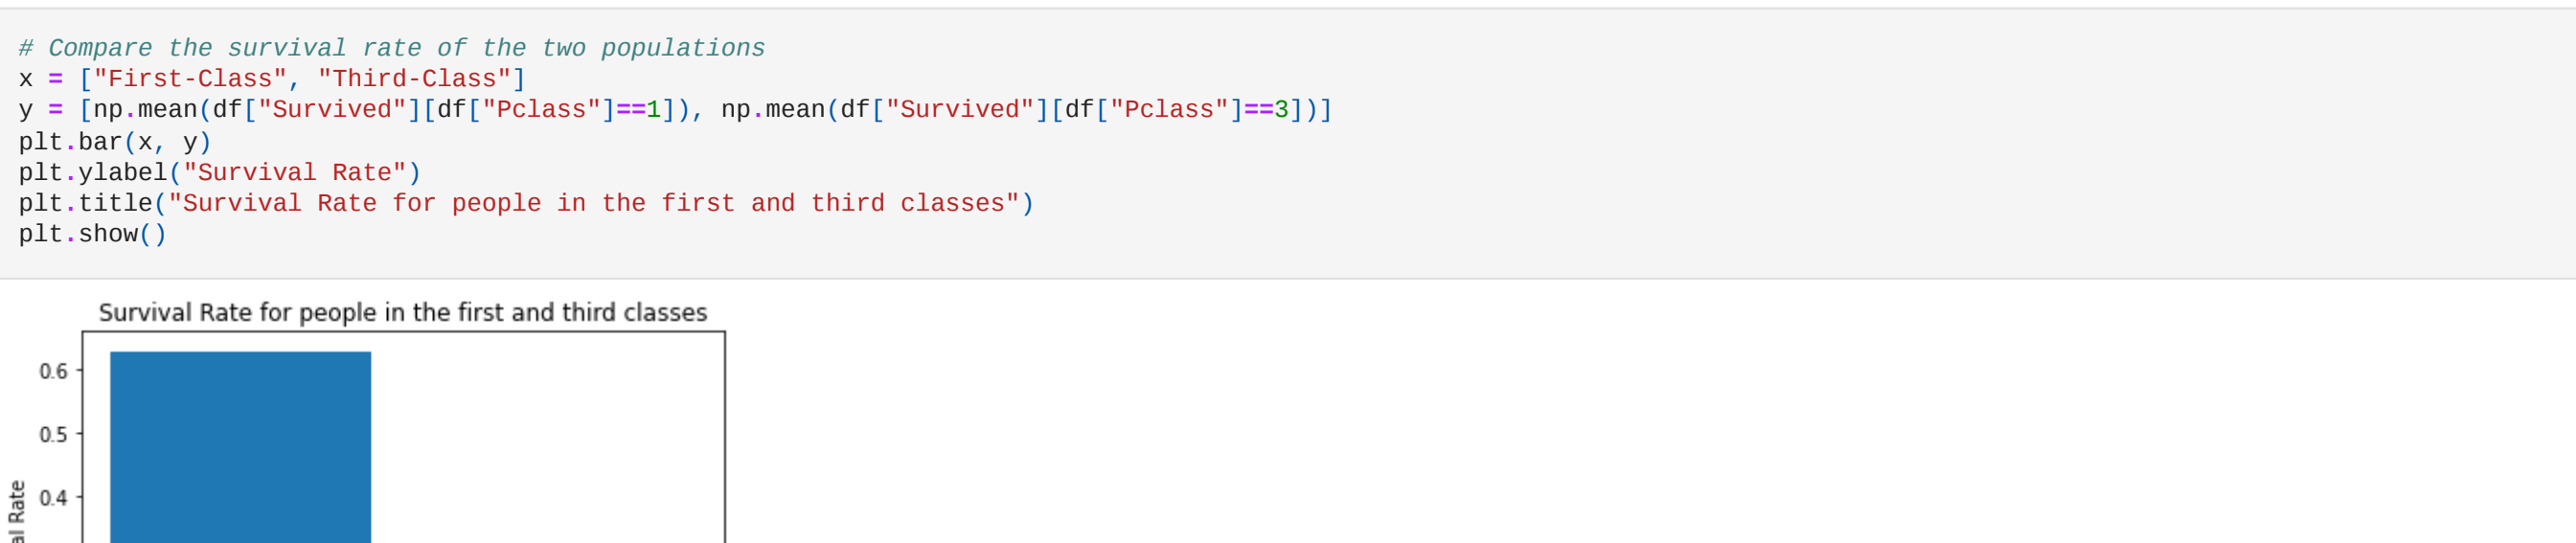 # Compare the survival rate of the two populations
x = ["First-Class", "Third-Class"]
y = [np.mean(df["Survived"][df["Pclass"]==1]), np.mean(df["Survived"][df["Pclass"]==3])]
plt.bar(x, y)
plt.ylabel("Survival Rate")
plt.title("Survival Rate for people in the first and third classes")
plt.show()
Survival Rate for people in the first and third classes
0.6
0.5
0.4
al Rate